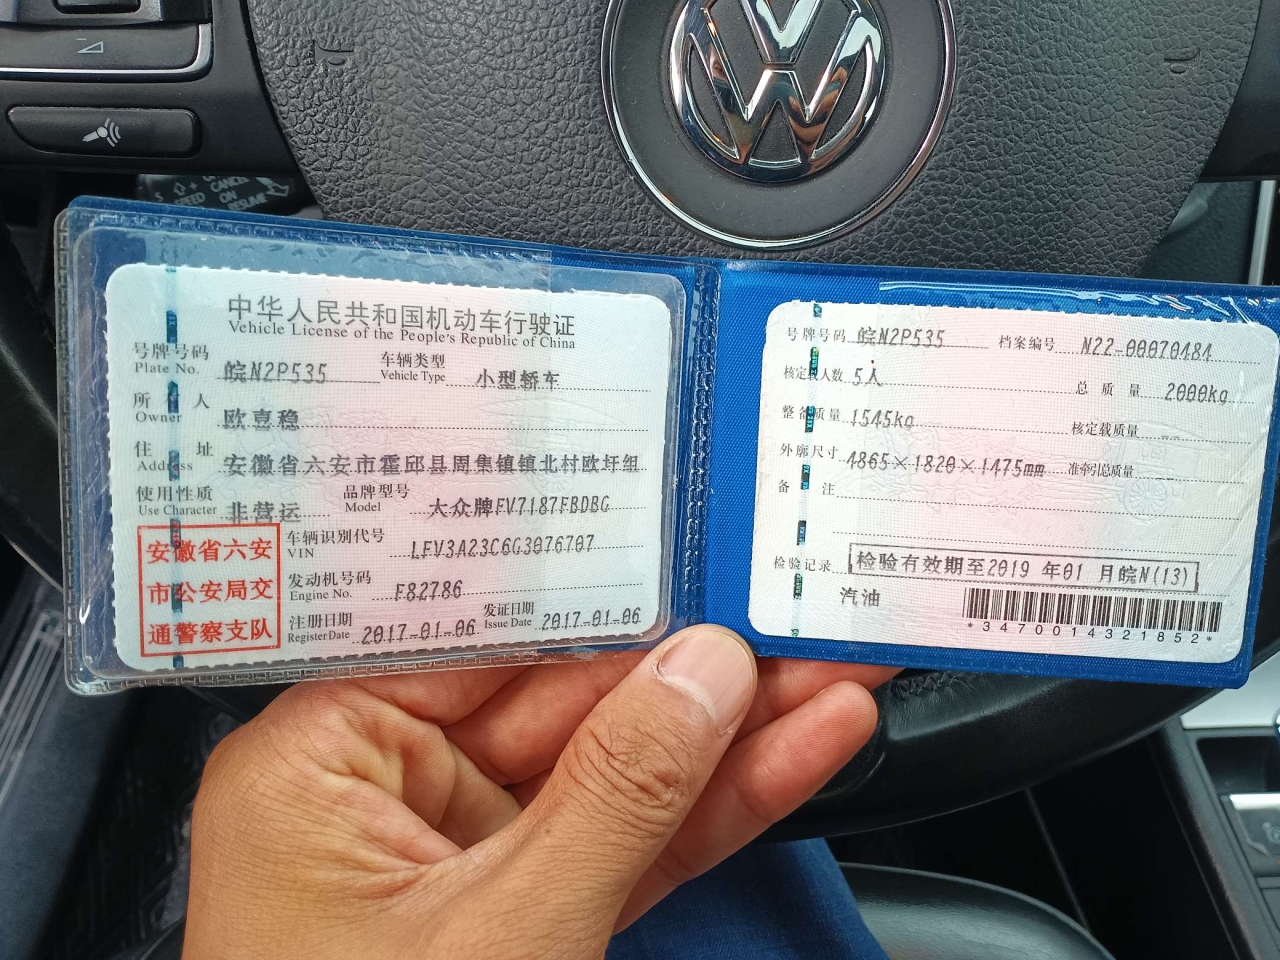 CANCEL
ON
中华人民共和国机动车行驶证
Vehicle License of the People's Republic of China
号牌号码 皖N2P535 车辆类型 小型轿车
Plate No. Vehicle Type
所有人 欧喜稳
Owner
住址 安徽省六安市霍邱县周集镇镇北村欧圩组
Address
使用性质 非营运 品牌型号 大众牌FV7187FBDBG
Use Character Model
安徽省六安
市公安局交
通警察支队
车辆识别代号 LFV3A23C6G3076707
VIN
发动机号码 F82786
Engine No.
注册日期 2017-01-06 发证日期 2017-01-06
Register Date Issue Date
号牌号码 皖N2P535 档案编号 N22-00070484
核定载人数 5人 总质量 2000kg
整备质量 1545kg 核定载质量 --
外廓尺寸 4865×1820×1475mm 准牵引总质量 --
备注
检验记录 检验有效期至2019年01月皖N(13)
汽油
*3470014321852*